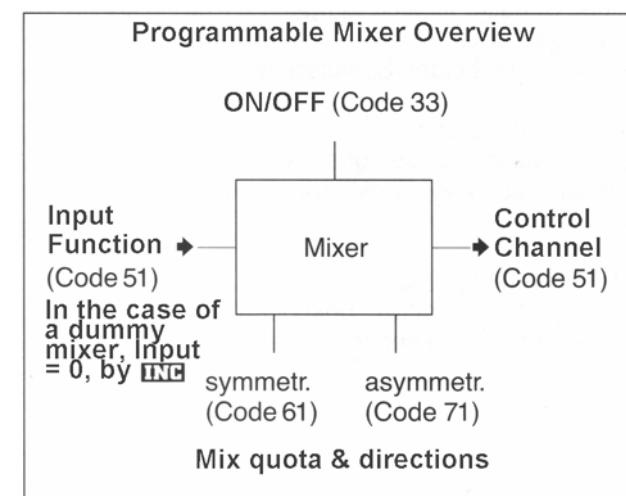 Programmable Mixer Overview
ON/OFF (Code 33)
Input
Function
(Code 51)
In the case of
a dummy
mixer, Input
= 0, by INC
Mixer
Control
Channel
(Code 51)
symmetr.
(Code 61)
asymmetr.
(Code 71)
Mix quota & directions